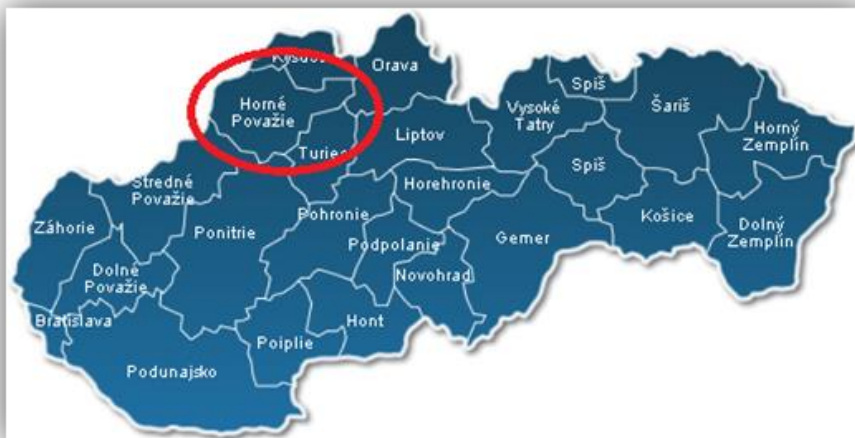 Kysuce
Orava
Horné
Považie
Turiec
Liptov
Vysoké
Tatry
Spiš
Šariš
Horný
Zemplín
Spiš
Stredné
Považie
Horehronie
Záhorie
Ponitrie
Pohronie
Podpolanie
Gemer
Košice
Dolný
Zemplín
Dolné
Považie
Novohrad
Bratislava
Poiplie
Hont
Podunajsko